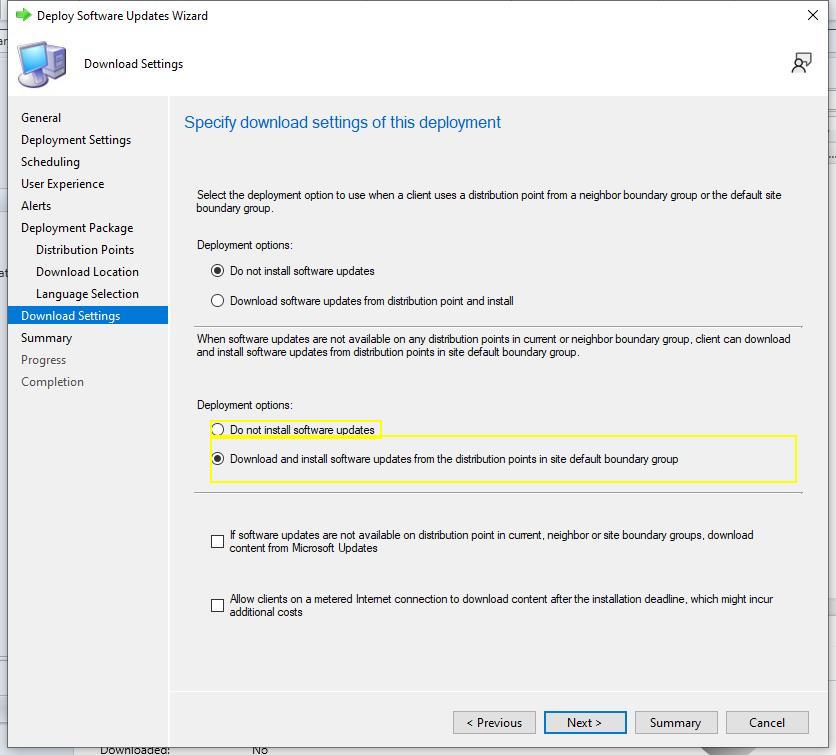 Deploy Software Updates Wizard
Download Settings
General
Deployment Settings
Scheduling
User Experience
Alerts
Deployment Package
Distribution Points
Download Location
Language Selection
Download Settings
Summary
Progress
Completion
Specify download settings of this deployment
Select the deployment option to use when a client uses a distribution point from a neighbor boundary group or the default site
boundary group.
Deployment options:
Do not install software updates
Download software updates from distribution point and install
When software updates are not available on any distribution points in current or neighbor boundary group, client can download
and install software updates from distribution points in site default boundary group.
Deployment options:
Do not install software updates
Download and install software updates from the distribution points in site default boundary group
If software updates are not available on distribution point in current, neighbor or site boundary groups, download
content from Microsoft Updates
Allow clients on a metered Internet connection to download content after the installation deadline, which might incur
additional costs
< Previous
Next >
Summary
Cancel
Downloaded: No